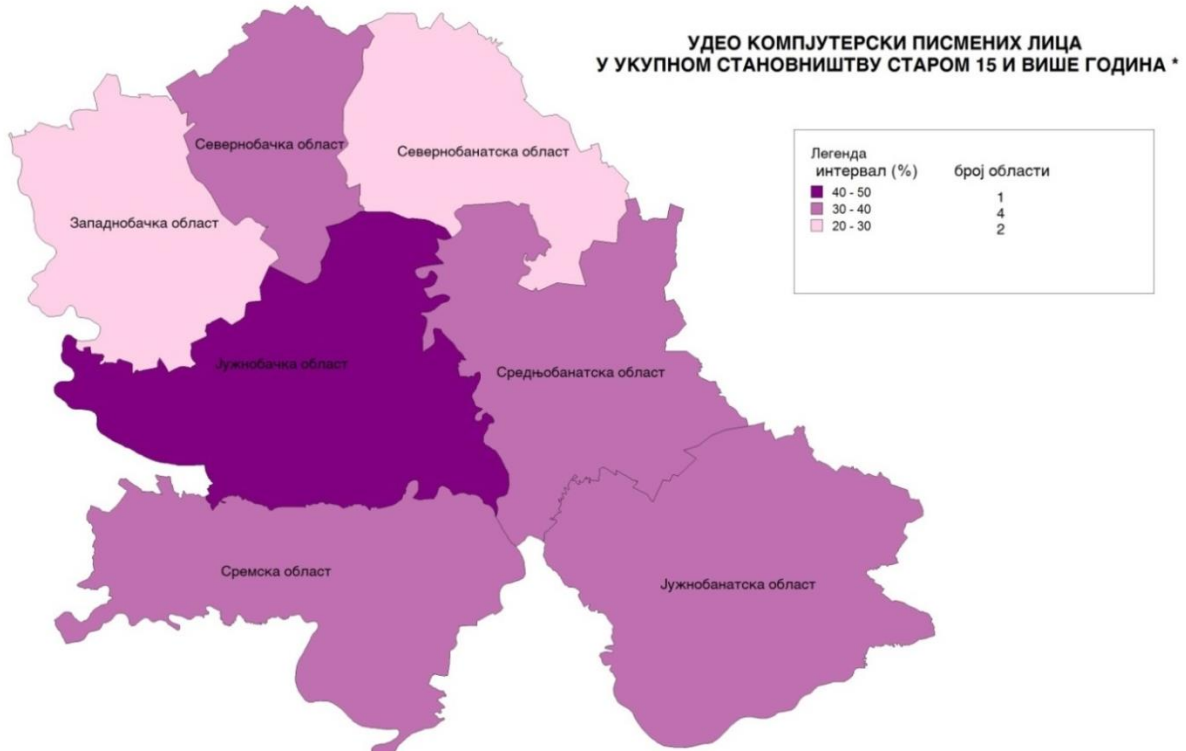 УДЕО КОМПЈУТЕРСКИ ПИСМЕНИХ ЛИЦА
У УКУПНОМ СТАНОВНИШТВУ СТАРОМ 15 И ВИШЕ ГОДИНА *
Легенда
интервал (%) број области
40 - 50 1
30 - 40 4
20 - 30 2
Севернобачка област
Севернобанатска област
Западнобачка област
Јужнобачка област
Средњобанатска област
Сремска област
Јужнобанатска област